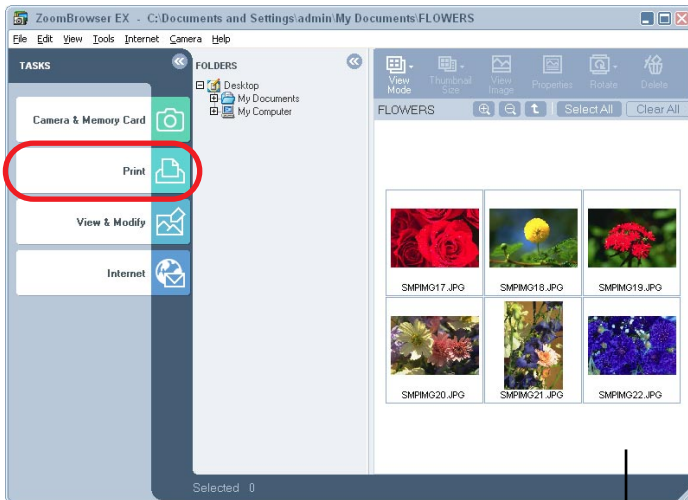 ZoomBrowser EX - C:\Documents and Settings\admin\My Documents\FLOWERS
File Edit View Tools Internet Camera Help
TASKS
Camera & Memory Card
Print
View & Modify
Internet
FOLDERS
Desktop
My Documents
My Computer
View Mode
Thumbnail Size
View Image
Properties
Rotate
Delete
FLOWERS
Select All
Clear All
SMPIMG17.JPG
SMPIMG18.JPG
SMPIMG19.JPG
SMPIMG20.JPG
SMPIMG21.JPG
SMPIMG22.JPG
Selected 0